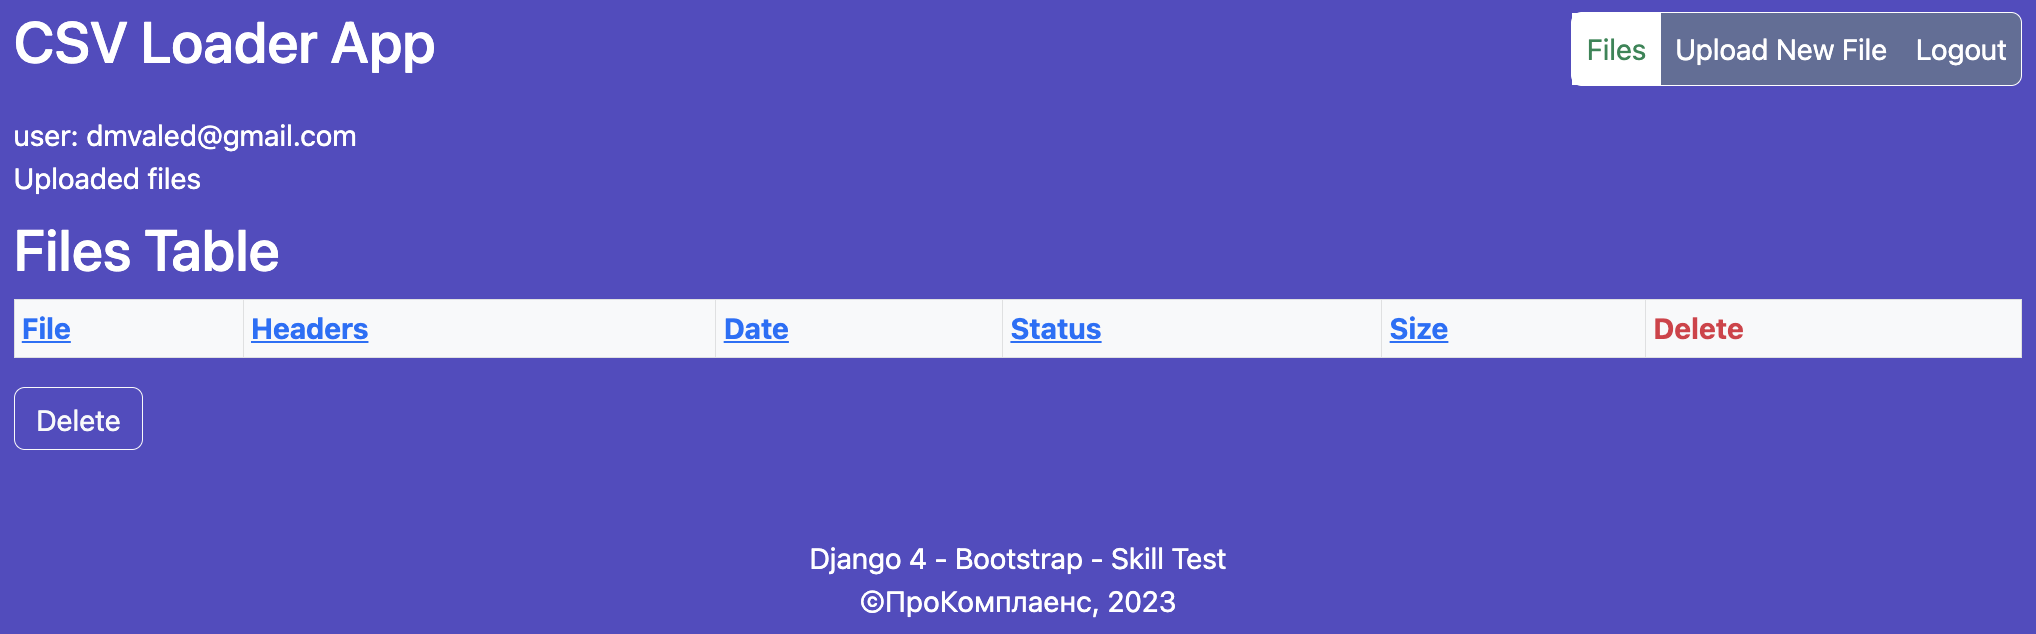 CSV Loader App
Files Upload New File Logout
user: dmvaled@gmail.com
Uploaded files
Files Table
File Headers Date Status Size Delete
Delete
Django 4 - Bootstrap - Skill Test
©ПроКомплаенс, 2023